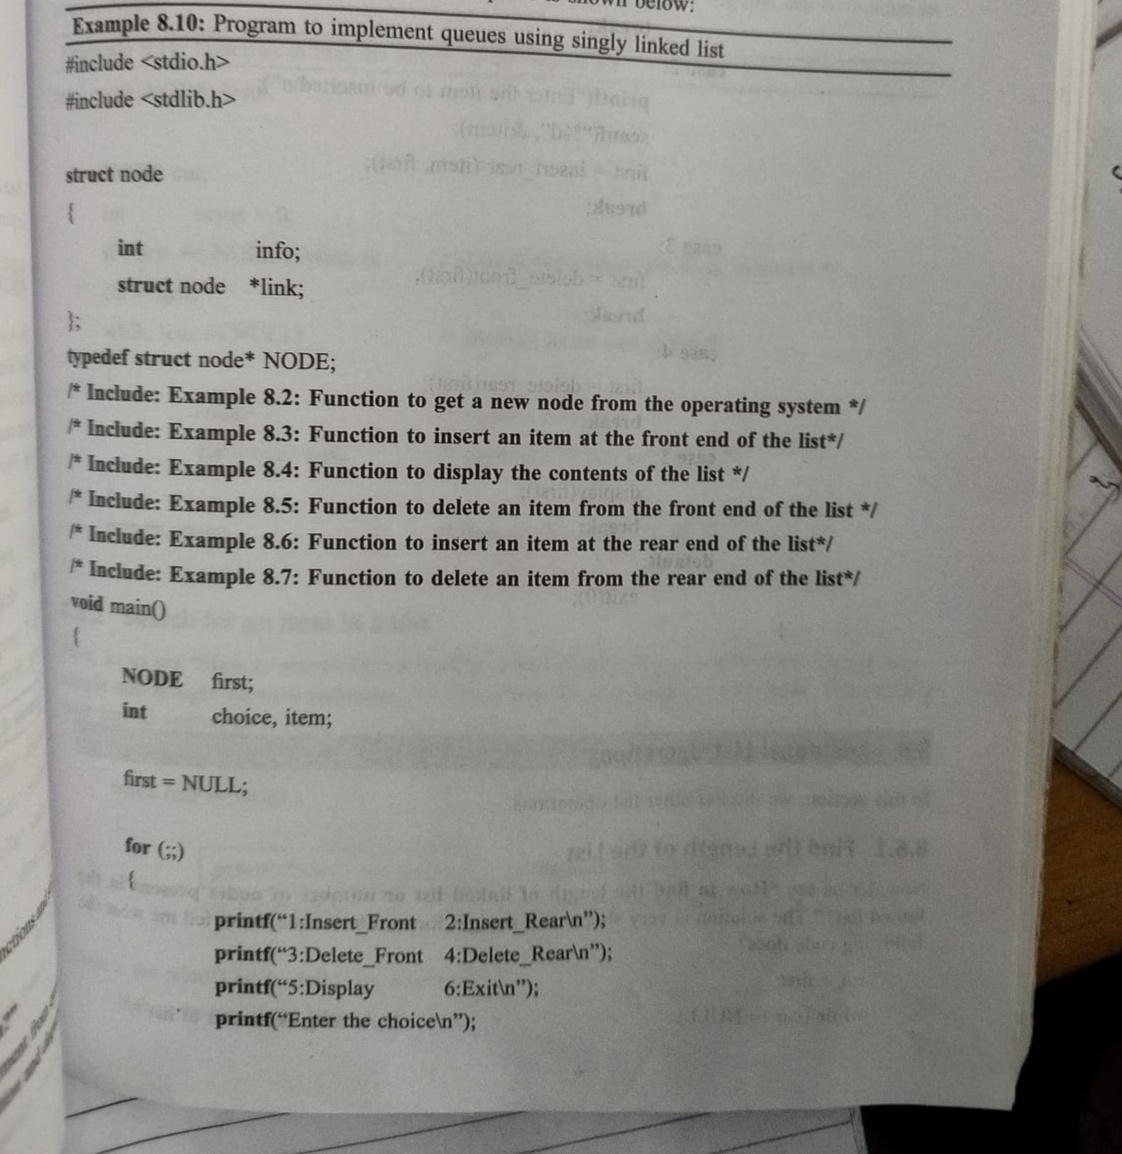 shown below:
Example 8.10: Program to implement queues using singly linked list
#include <stdio.h>
#include <stdlib.h>
struct node
{
int info;
struct node *link;
};
typedef struct node* NODE;
/* Include: Example 8.2: Function to get a new node from the operating system */
/* Include: Example 8.3: Function to insert an item at the front end of the list*/
/* Include: Example 8.4: Function to display the contents of the list */
/* Include: Example 8.5: Function to delete an item from the front end of the list */
/* Include: Example 8.6: Function to insert an item at the rear end of the list*/
/* Include: Example 8.7: Function to delete an item from the rear end of the list*/
void main()
{
NODE first;
int choice, item;
first = NULL;
for (;;)
{
printf(“1:Insert_Front 2:Insert_Rear\n”);
printf(“3:Delete_Front 4:Delete_Rear\n”);
printf(“5:Display 6:Exit\n”);
printf(“Enter the choice\n”);